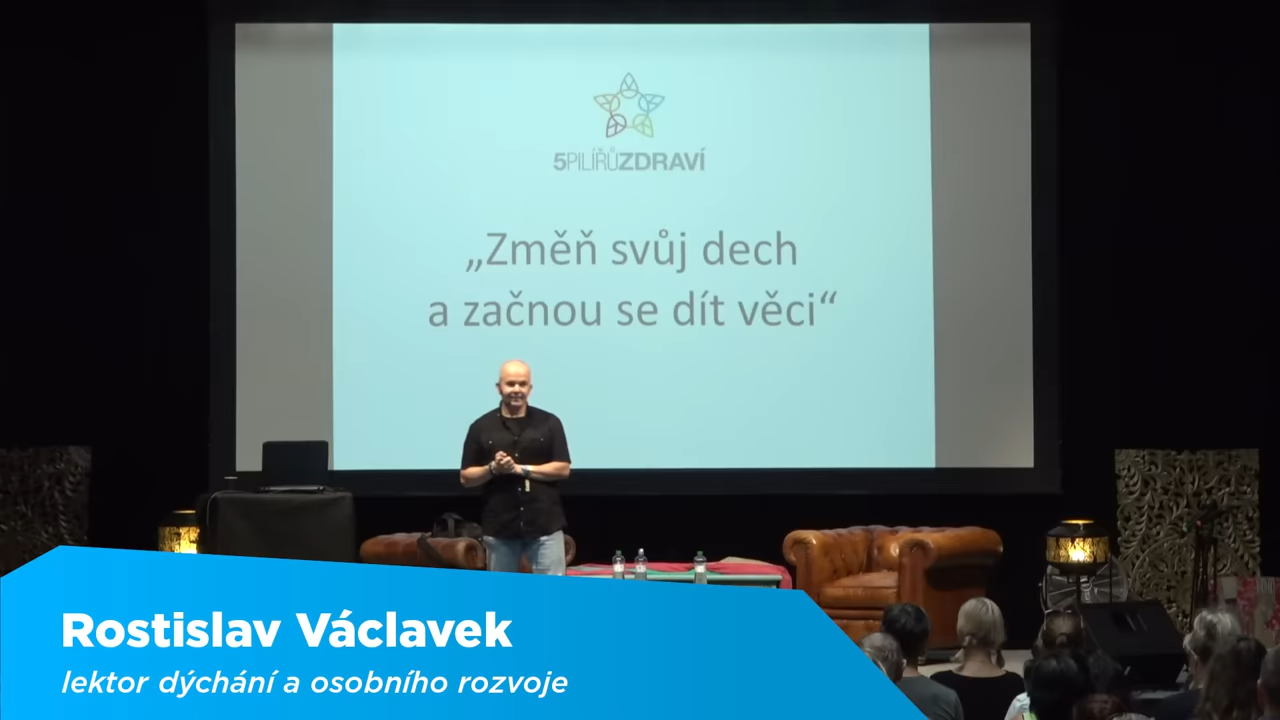 5PILÍŘŮZDRAVÍ
„Změň svůj dech
a začnou se dít věci“
Rostislav Václavek
lektor dýchání a osobního rozvoje